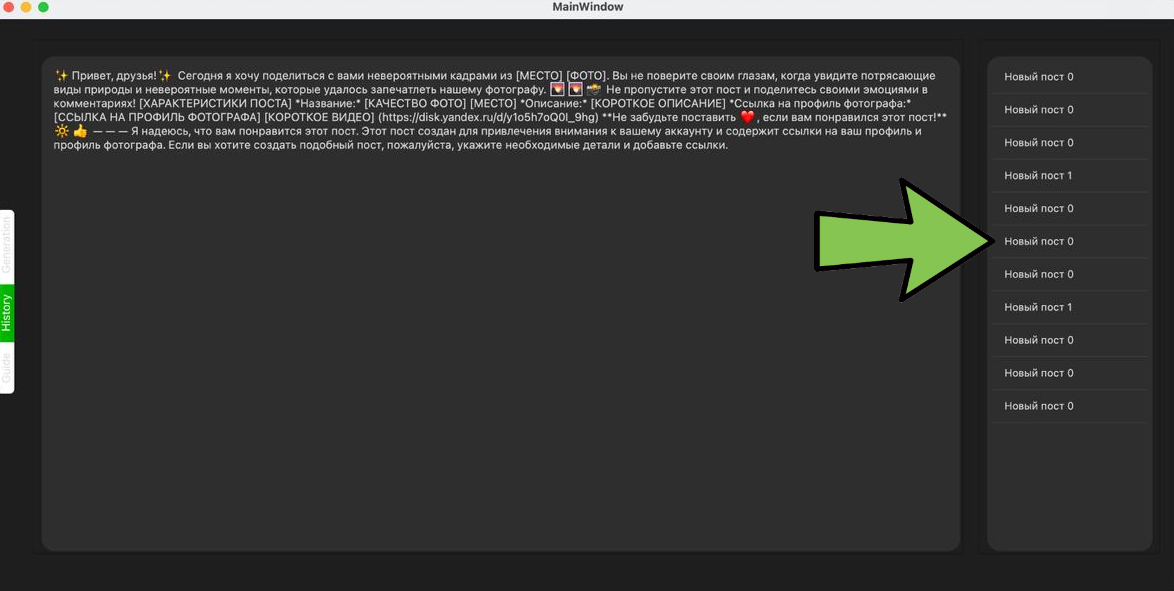 MainWindow
✨ Привет, друзья!✨ Сегодня я хочу поделиться с вами невероятными кадрами из [МЕСТО] [ФОТО]. Вы не поверите своим глазам, когда увидите потрясающие
виды природы и невероятные моменты, которые удалось запечатлеть нашему фотографу. 🌄 🌄 📸 Не пропустите этот пост и поделитесь своими эмоциями в
комментариях! [ХАРАКТЕРИСТИКИ ПОСТА] *Название:* [КАЧЕСТВО ФОТО] [МЕСТО] *Описание:* [КОРОТКОЕ ОПИСАНИЕ] *Ссылка на профиль фотографа:*
[ССЫЛКА НА ПРОФИЛЬ ФОТОГРАФА] [КОРОТКОЕ ВИДЕО] (https://disk.yandex.ru/d/y1o5h7oQ0l_9hg) **Не забудьте поставить ❤️, если вам понравился этот пост!**
🔆 👍 — — — Я надеюсь, что вам понравится этот пост. Этот пост создан для привлечения внимания к вашему аккаунту и содержит ссылки на ваш профиль и
профиль фотографа. Если вы хотите создать подобный пост, пожалуйста, укажите необходимые детали и добавьте ссылки.
Новый пост 0
Новый пост 0
Новый пост 0
Новый пост 1
Новый пост 0
Новый пост 0
Новый пост 0
Новый пост 1
Новый пост 0
Новый пост 0
Новый пост 0
Generation
History
Guide